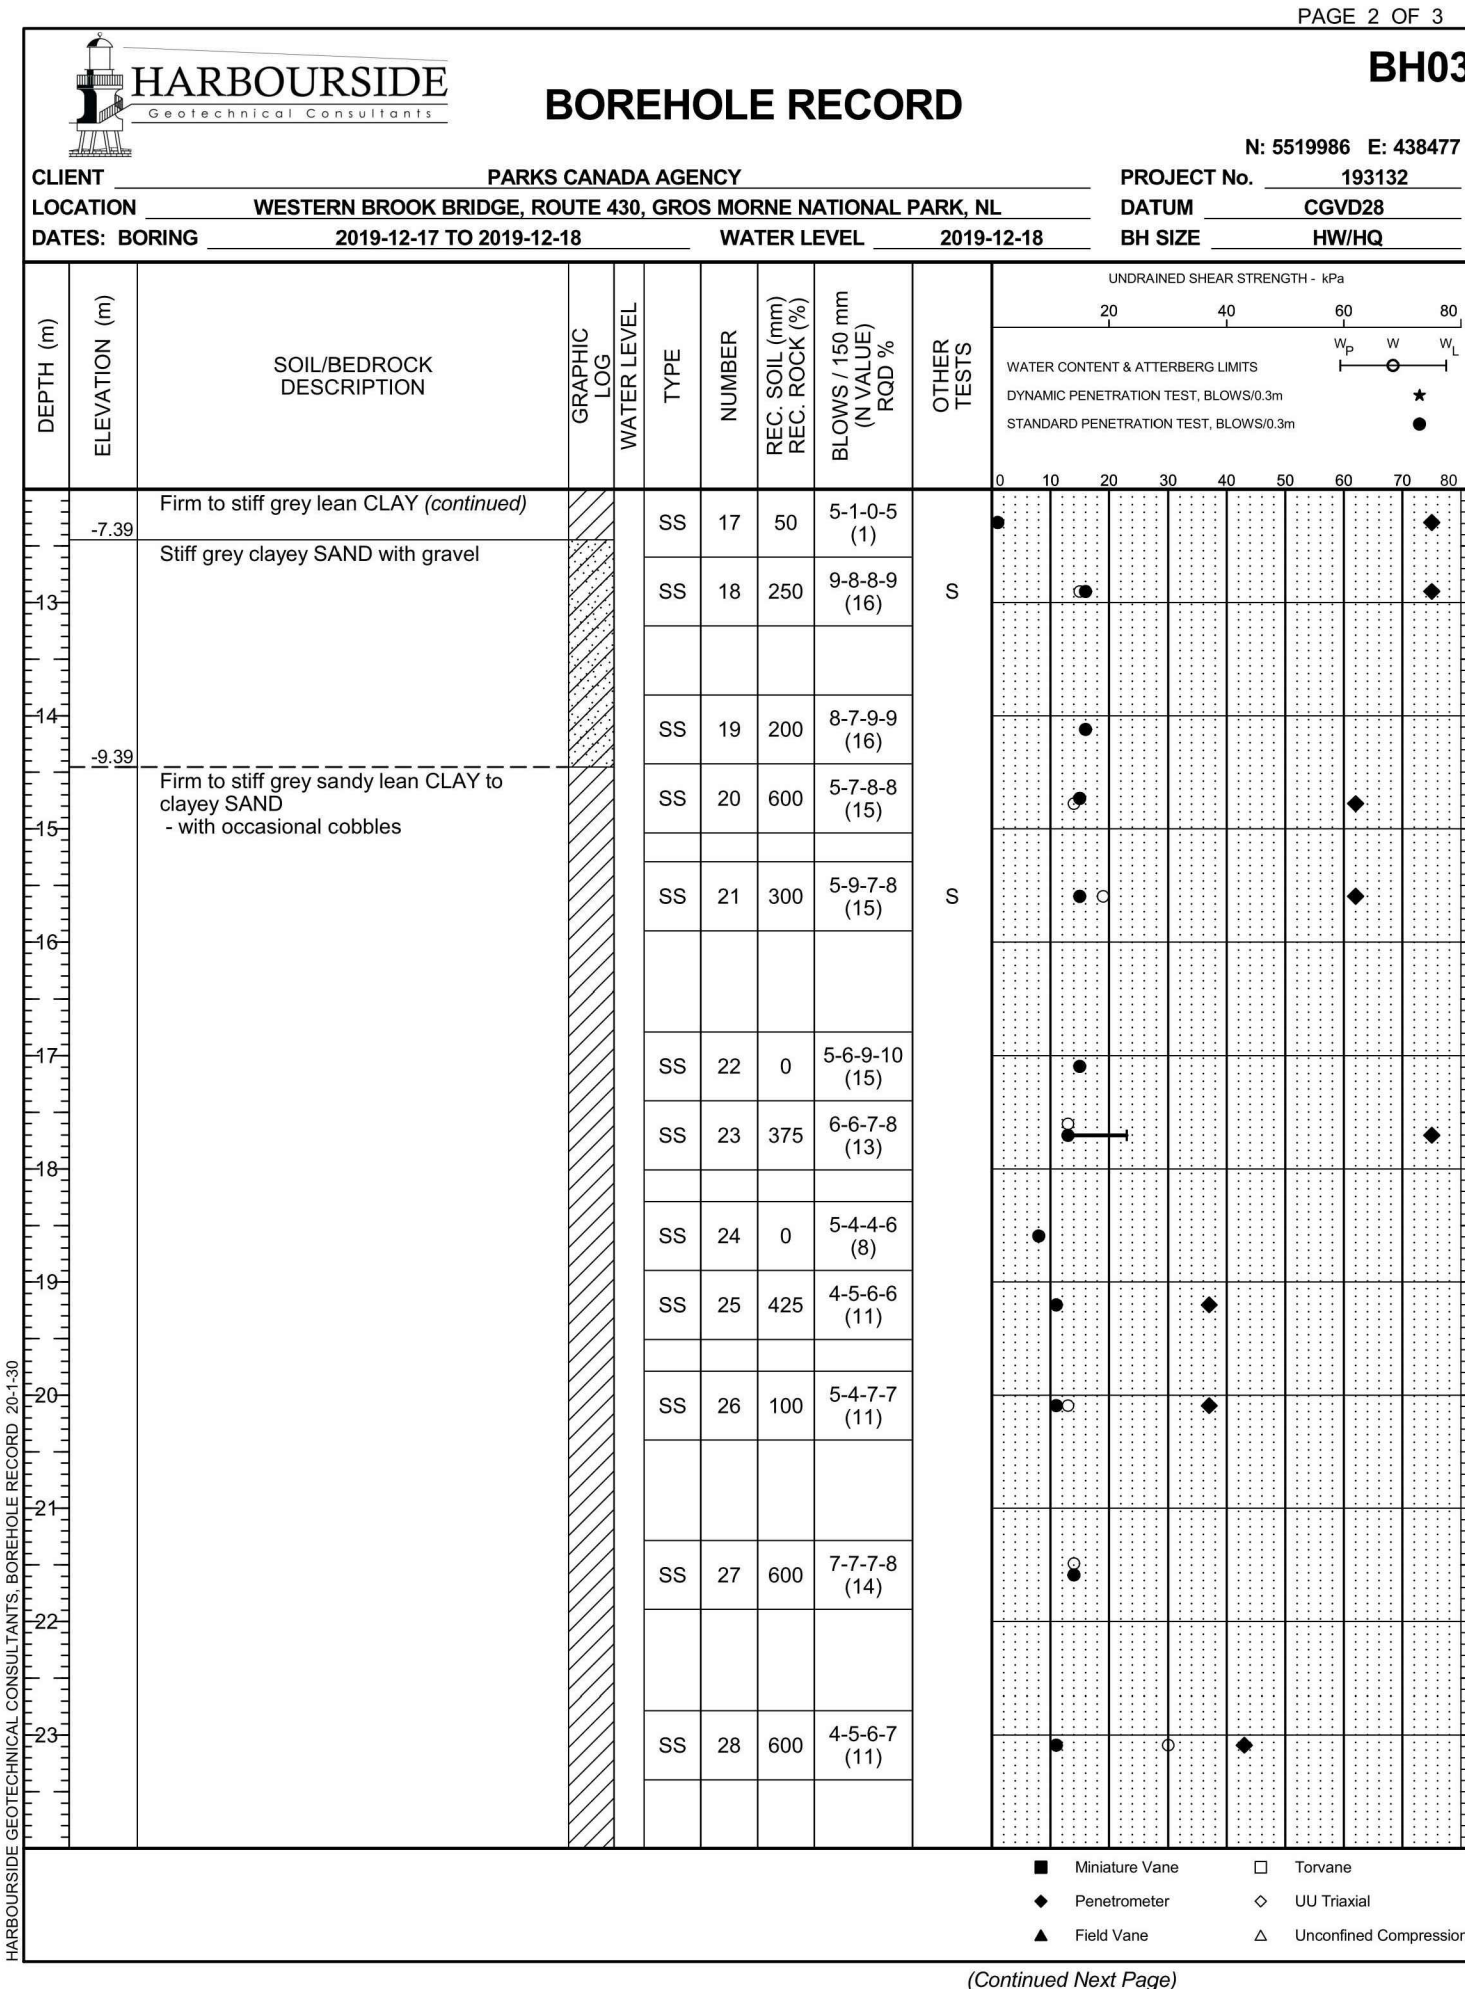 PAGE 2 OF 3
HARBOURSIDE
Geotechnical Consultants
BOREHOLE RECORD
BH03
N: 5519986 E: 438477
CLIENT PARKS CANADA AGENCY PROJECT No. 193132
LOCATION WESTERN BROOK BRIDGE, ROUTE 430, GROS MORNE NATIONAL PARK, NL DATUM CGVD28
DATES: BORING 2019-12-17 TO 2019-12-18 WATER LEVEL 2019-12-18 BH SIZE HW/HQ
DEPTH (m)
ELEVATION (m)
SOIL/BEDROCK
DESCRIPTION
GRAPHIC
LOG
WATER LEVEL
TYPE
NUMBER
REC. SOIL (mm)
REC. ROCK (%)
BLOWS / 150 mm
(N VALUE)
RQD %
OTHER
TESTS
UNDRAINED SHEAR STRENGTH - kPa
20 40 60 80
WP W WL
WATER CONTENT & ATTERBERG LIMITS
DYNAMIC PENETRATION TEST, BLOWS/0.3m
STANDARD PENETRATION TEST, BLOWS/0.3m
0 10 20 30 40 50 60 70 80
Firm to stiff grey lean CLAY (continued)
-7.39
SS 17 50 5-1-0-5
(1)
Stiff grey clayey SAND with gravel
13
SS 18 250 9-8-8-9
(16)
S
14
SS 19 200 8-7-9-9
(16)
-9.39
Firm to stiff grey sandy lean CLAY to
clayey SAND
- with occasional cobbles
SS 20 600 5-7-8-8
(15)
15
SS 21 300 5-9-7-8
(15)
S
16
17
SS 22 0 5-6-9-10
(15)
SS 23 375 6-6-7-8
(13)
18
SS 24 0 5-4-4-6
(8)
19
SS 25 425 4-5-6-6
(11)
20
SS 26 100 5-4-7-7
(11)
21
SS 27 600 7-7-7-8
(14)
22
23
SS 28 600 4-5-6-7
(11)
Miniature Vane Torvane
Penetrometer UU Triaxial
Field Vane Unconfined Compression
(Continued Next Page)
HARBOURSIDE GEOTECHNICAL CONSULTANTS, BOREHOLE RECORD 20-1-30